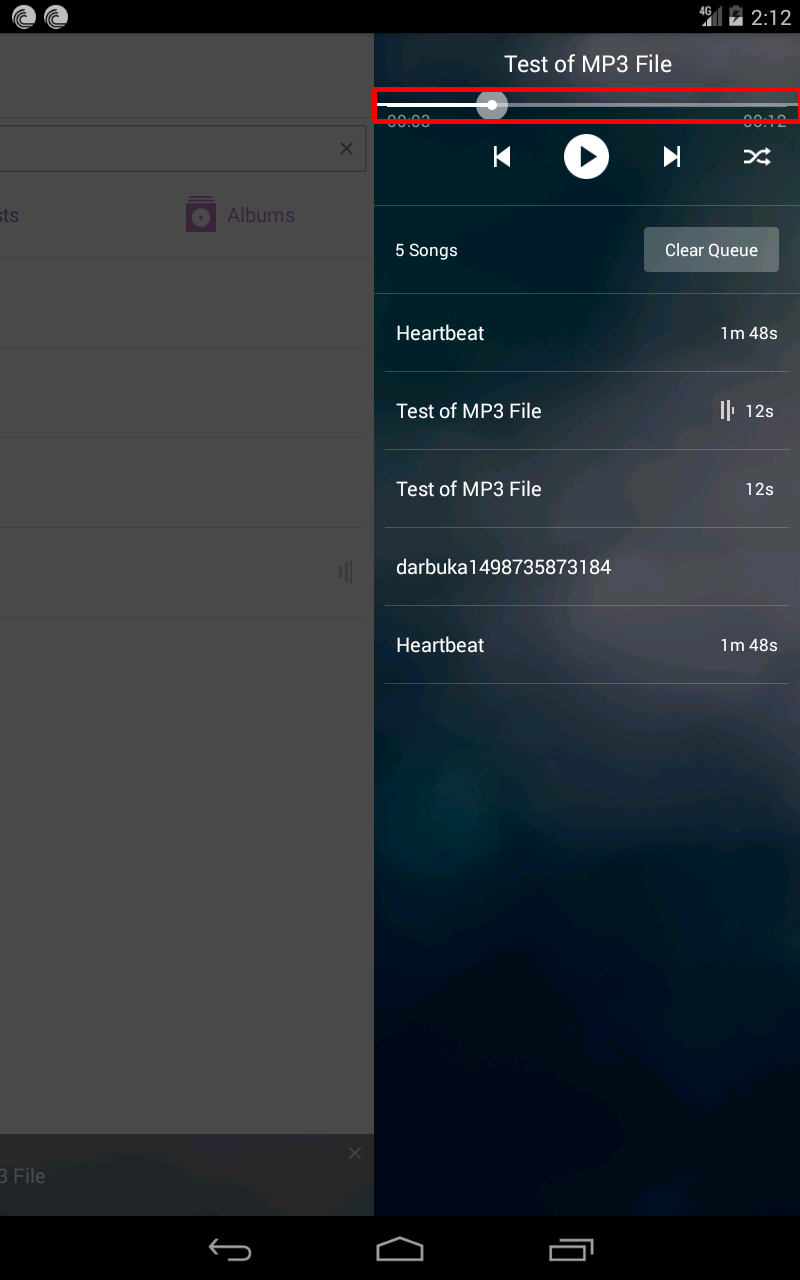 4G 2:12
Test of MP3 File
00:03 00:12
sts
Albums
5 Songs
Clear Queue
Heartbeat 1m 48s
Test of MP3 File 12s
Test of MP3 File 12s
darbuka1498735873184
Heartbeat 1m 48s
3 File